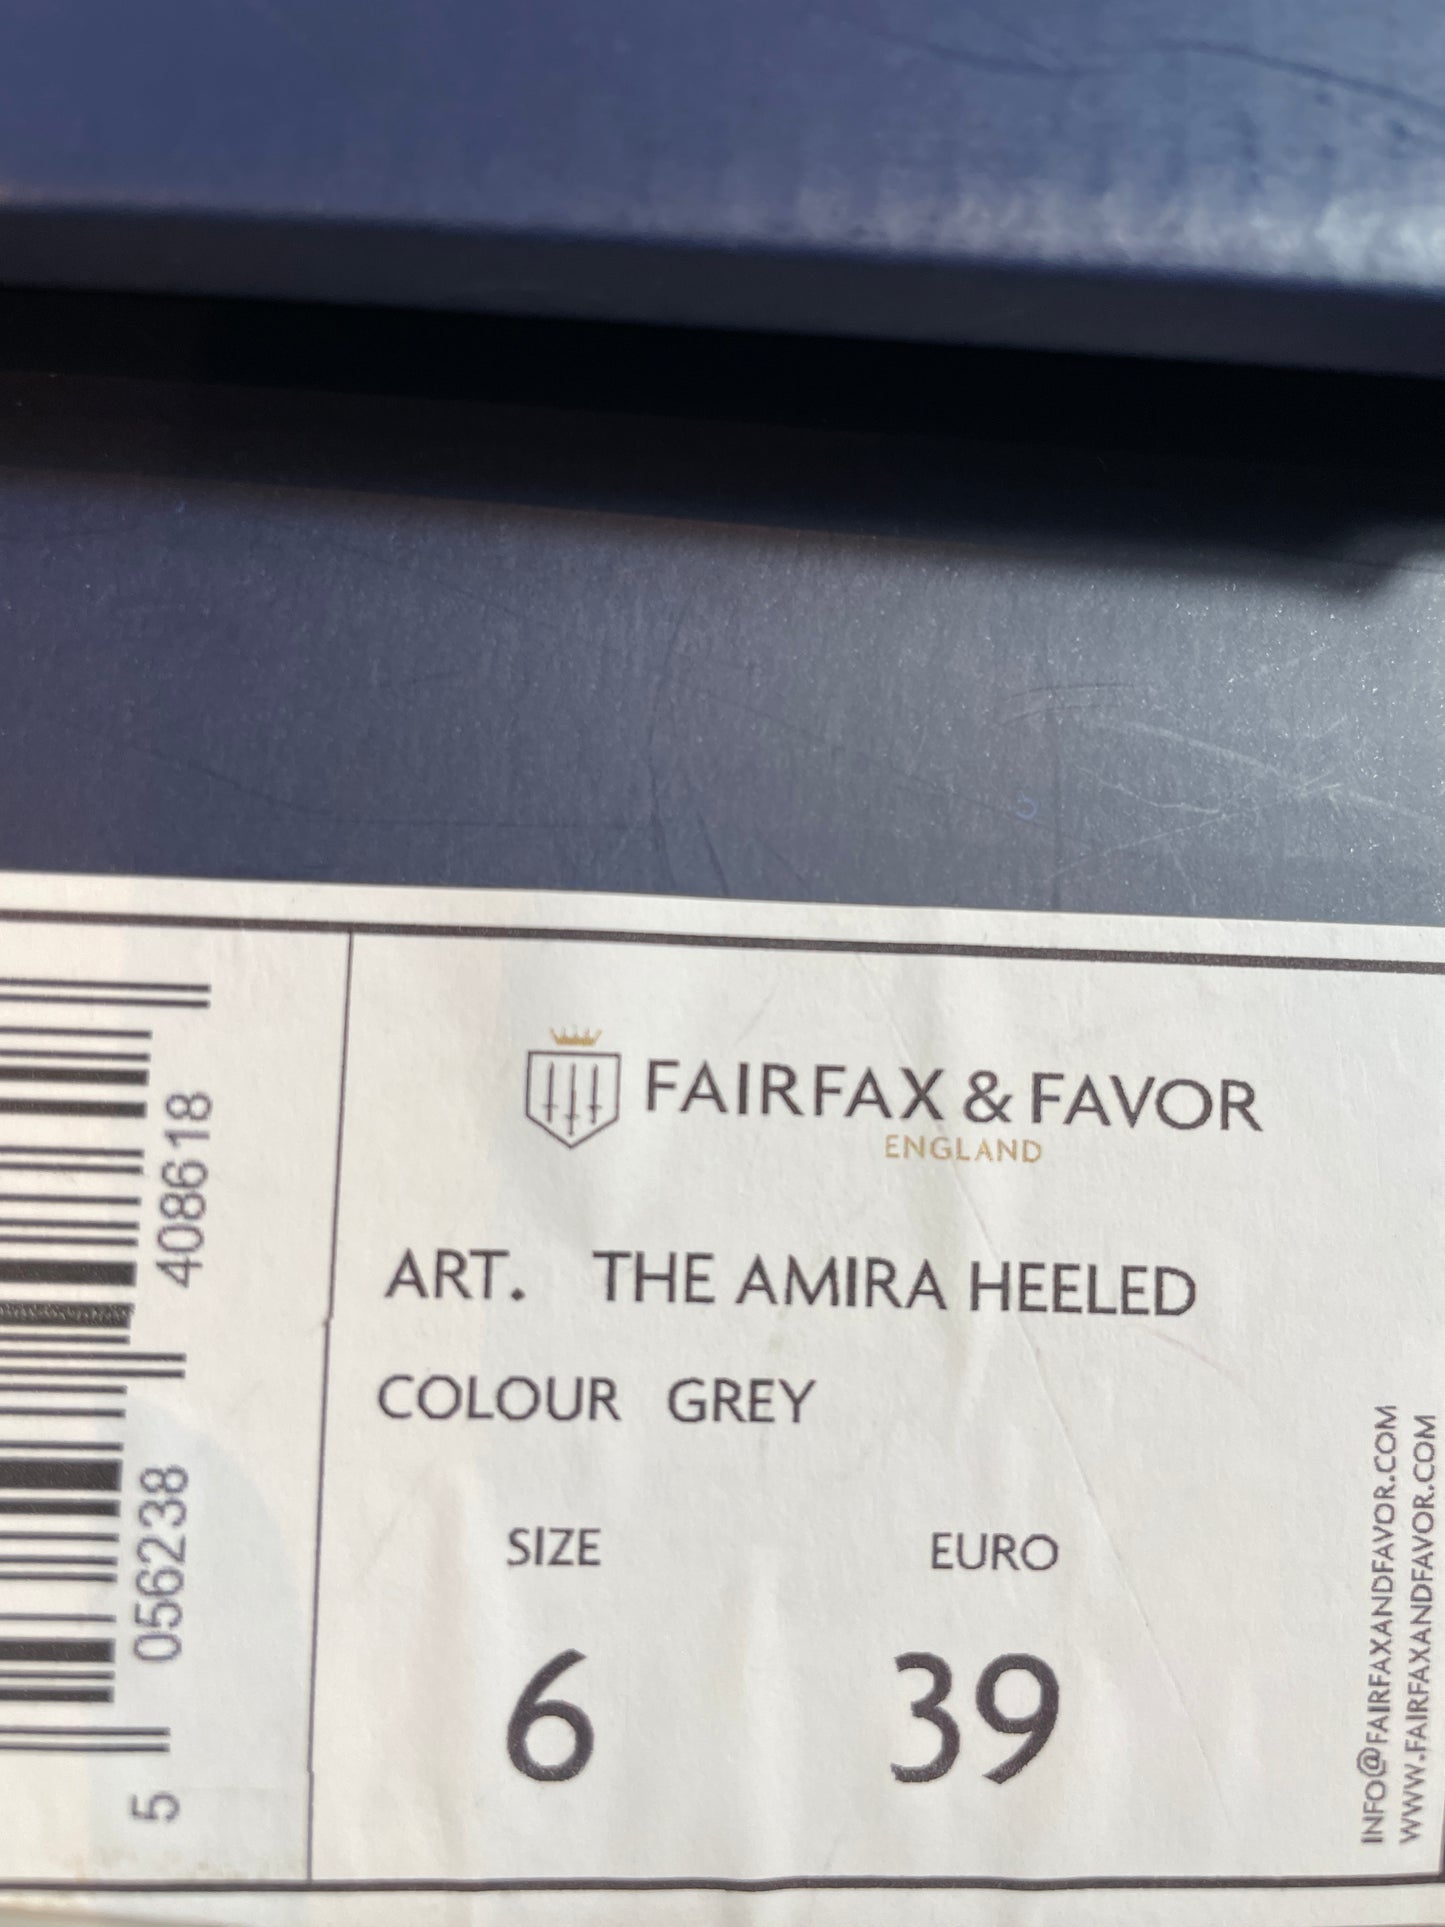 FAIRFAX & FAVOR
ENGLAND
ART. THE AMIRA HEELED
COLOUR GREY
SIZE EURO
6 39
5 056238 408618
INFO@FAIRFAXANDFAVOR.COM
WWW.FAIRFAXANDFAVOR.COM